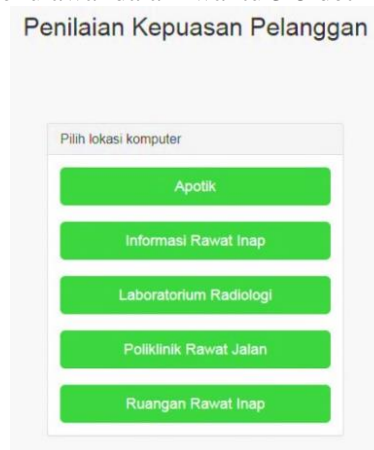 Penilaian Kepuasan Pelanggan
Pilih lokasi komputer
Apotik
Informasi Rawat Inap
Laboratorium Radiologi
Poliklinik Rawat Jalan
Ruangan Rawat Inap